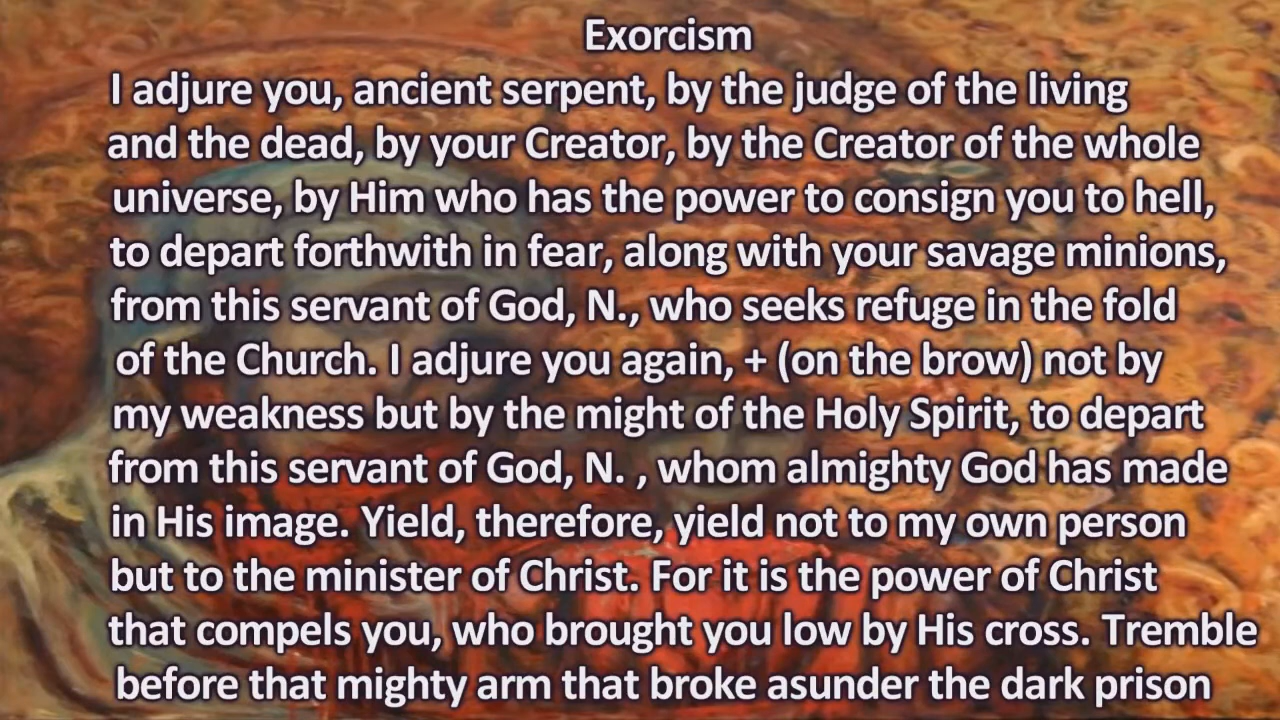 Exorcism
I adjure you, ancient serpent, by the judge of the living
and the dead, by your Creator, by the Creator of the whole
universe, by Him who has the power to consign you to hell,
to depart forthwith in fear, along with your savage minions,
from this servant of God, N., who seeks refuge in the fold
of the Church. I adjure you again, + (on the brow) not by
my weakness but by the might of the Holy Spirit, to depart
from this servant of God, N. , whom almighty God has made
in His image. Yield, therefore, yield not to my own person
but to the minister of Christ. For it is the power of Christ
that compels you, who brought you low by His cross. Tremble
before that mighty arm that broke asunder the dark prison